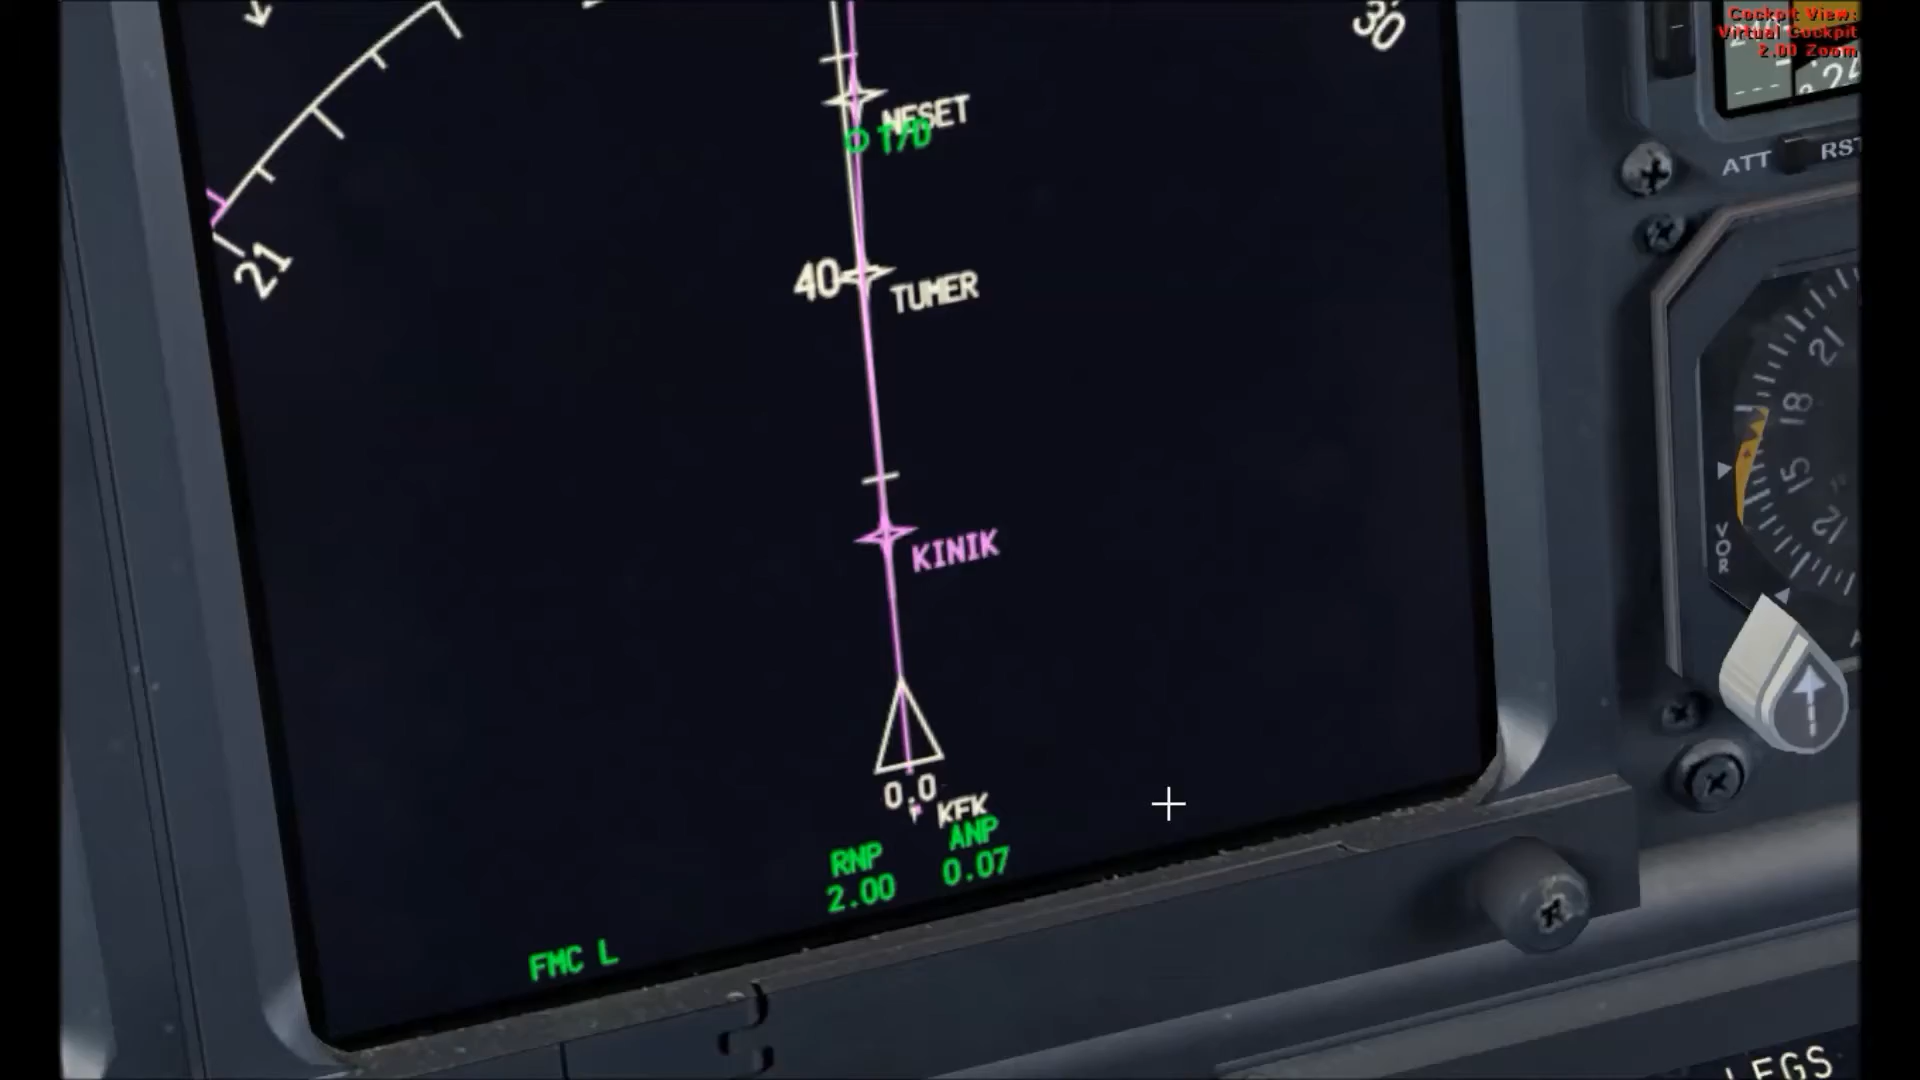 Cockpit View:
Virtual Cockpit
2.00 Zoom
30
NESET
T/D
ATT
RST
21
40
TUMER
21
18
15
12
KINIK
VOR
0.0
KFK
RNP
ANP
2.00
0.07
FMC L
LEGS